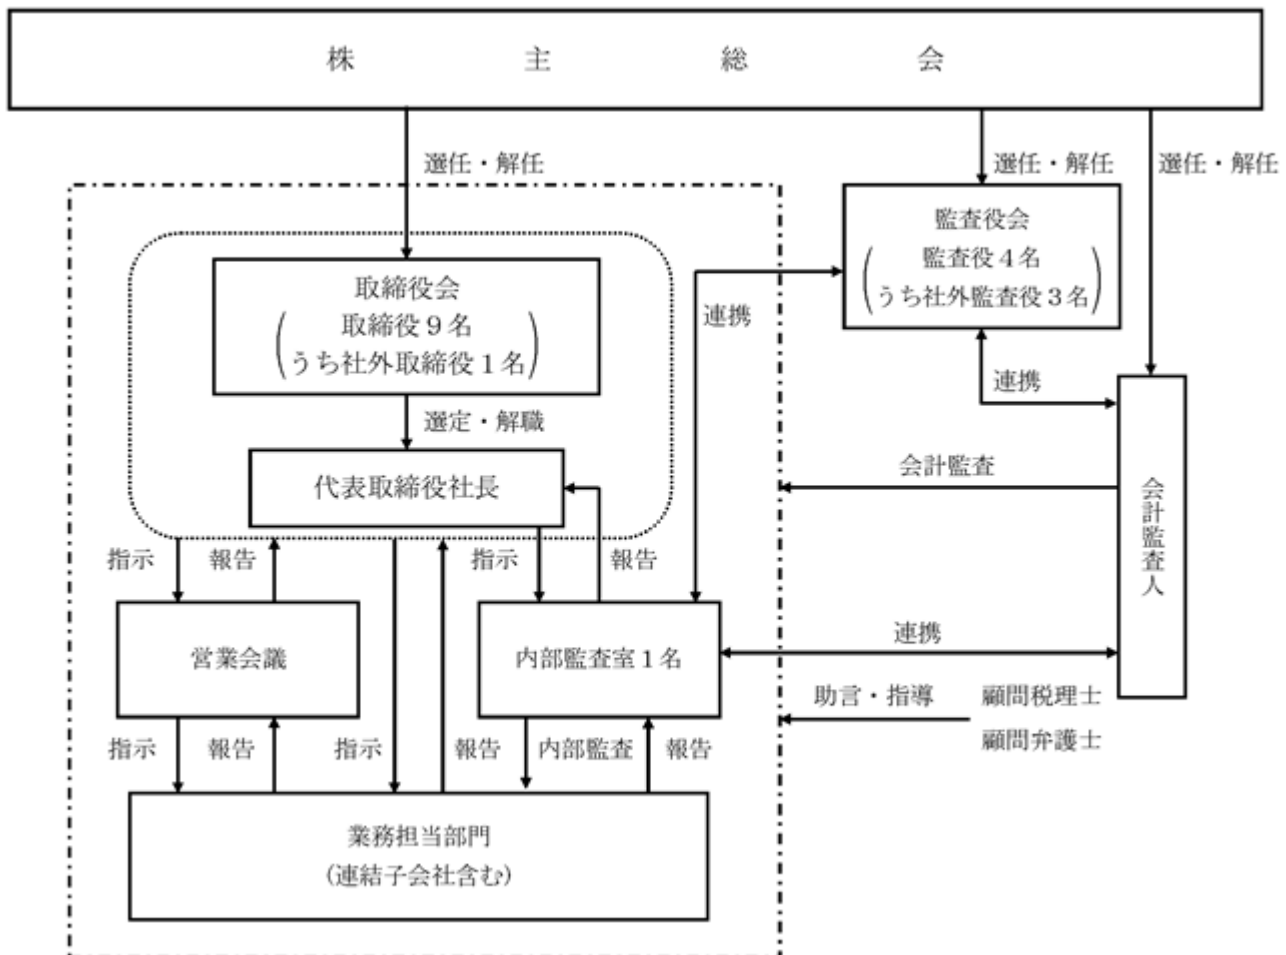 株主総会
選任・解任
選任・解任
選任・解任
監査役会
監査役４名
うち社外監査役３名
取締役会
取締役９名
うち社外取締役１名
連携
連携
選定・解職
代表取締役社長
会計監査
会計監査人
指示
報告
指示
報告
営業会議
内部監査室１名
連携
助言・指導
顧問税理士
顧問弁護士
指示
報告
指示
報告
内部監査
報告
業務担当部門
(連結子会社含む)